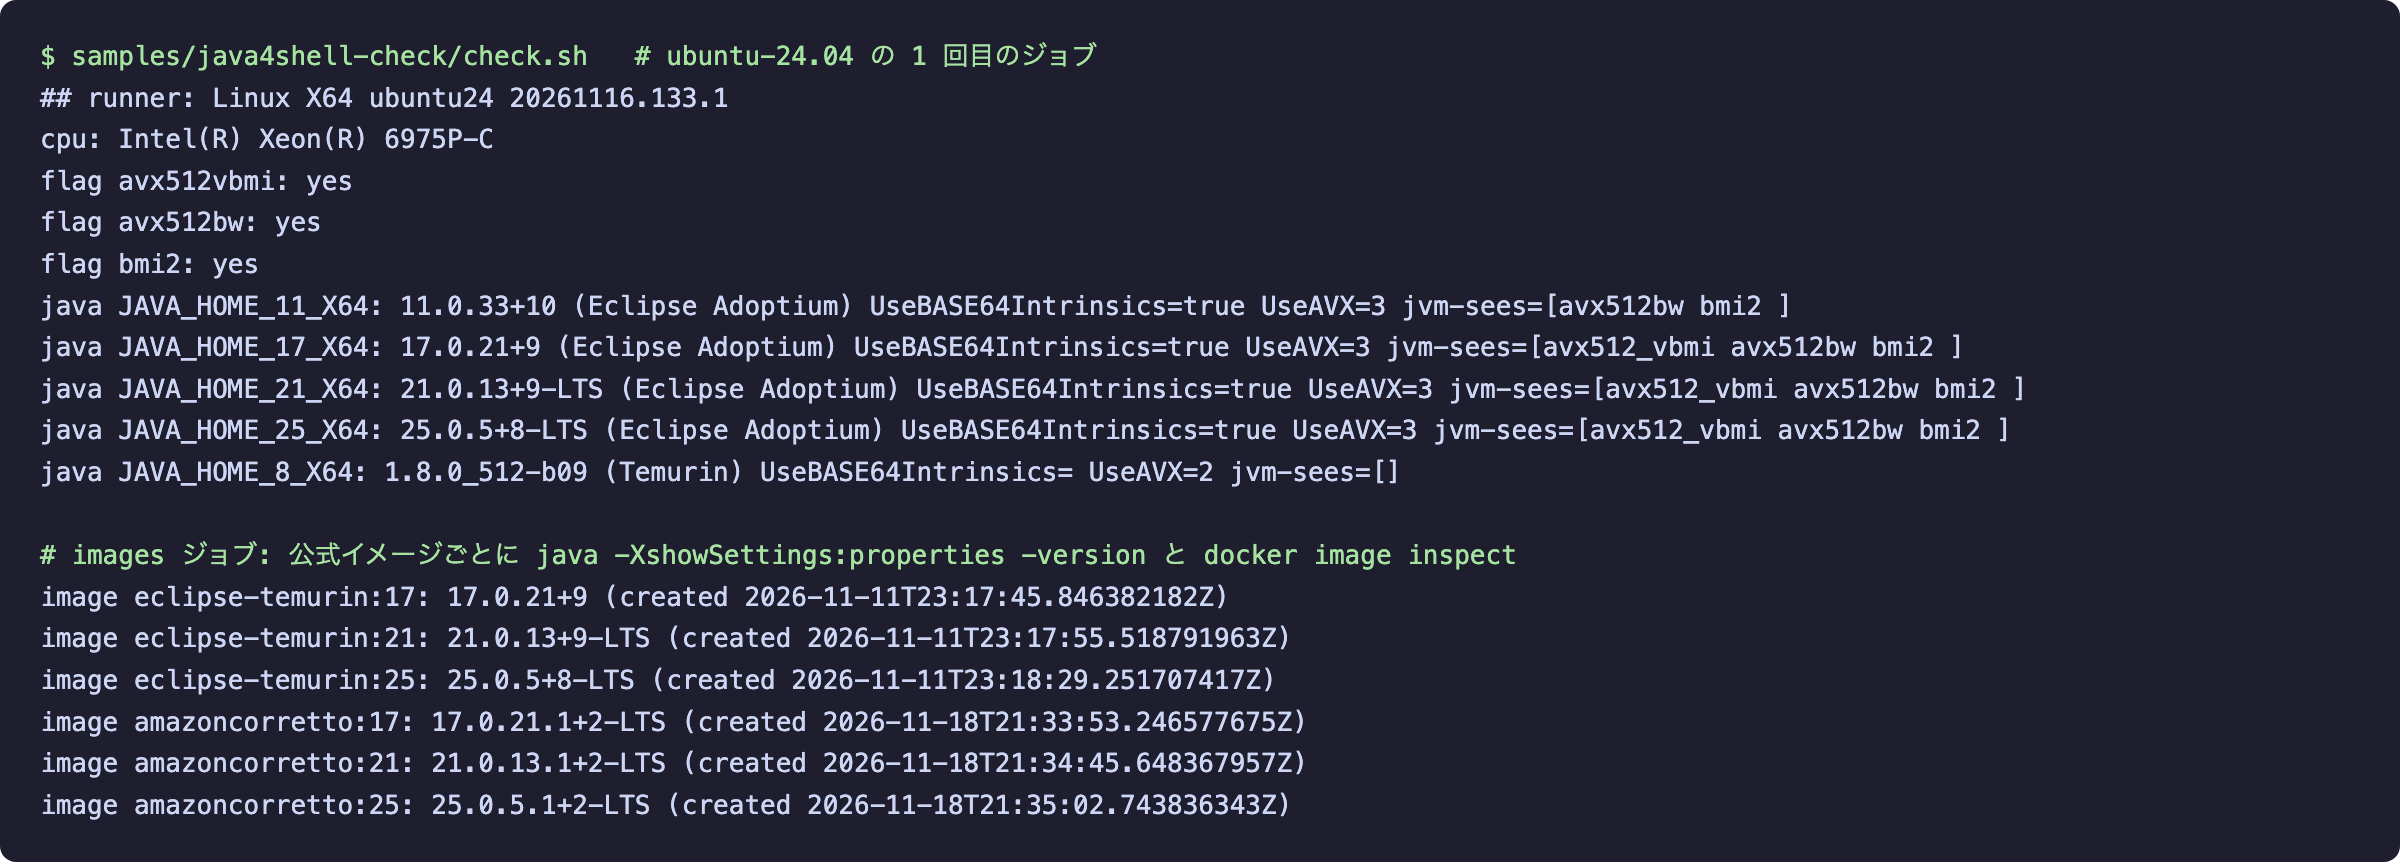 $ samples/java4shell-check/check.sh   # ubuntu-24.04 の 1 回目のジョブ
## runner: Linux X64 ubuntu24 20261116.133.1
cpu: Intel(R) Xeon(R) 6975P-C
flag avx512vbmi: yes
flag avx512bw: yes
flag bmi2: yes
java JAVA_HOME_11_X64: 11.0.33+10 (Eclipse Adoptium) UseBASE64Intrinsics=true UseAVX=3 jvm-sees=[avx512bw bmi2 ]
java JAVA_HOME_17_X64: 17.0.21+9 (Eclipse Adoptium) UseBASE64Intrinsics=true UseAVX=3 jvm-sees=[avx512_vbmi avx512bw bmi2 ]
java JAVA_HOME_21_X64: 21.0.13+9-LTS (Eclipse Adoptium) UseBASE64Intrinsics=true UseAVX=3 jvm-sees=[avx512_vbmi avx512bw bmi2 ]
java JAVA_HOME_25_X64: 25.0.5+8-LTS (Eclipse Adoptium) UseBASE64Intrinsics=true UseAVX=3 jvm-sees=[avx512_vbmi avx512bw bmi2 ]
java JAVA_HOME_8_X64: 1.8.0_512-b09 (Temurin) UseBASE64Intrinsics= UseAVX=2 jvm-sees=[]
# images ジョブ: 公式イメージごとに java -XshowSettings:properties -version と docker image inspect
image eclipse-temurin:17: 17.0.21+9 (created 2026-11-11T23:17:45.846382182Z)
image eclipse-temurin:21: 21.0.13+9-LTS (created 2026-11-11T23:17:55.518791963Z)
image eclipse-temurin:25: 25.0.5+8-LTS (created 2026-11-11T23:18:29.251707417Z)
image amazoncorretto:17: 17.0.21.1+2-LTS (created 2026-11-18T21:33:53.246577675Z)
image amazoncorretto:21: 21.0.13.1+2-LTS (created 2026-11-18T21:34:45.648367957Z)
image amazoncorretto:25: 25.0.5.1+2-LTS (created 2026-11-18T21:35:02.743836343Z)